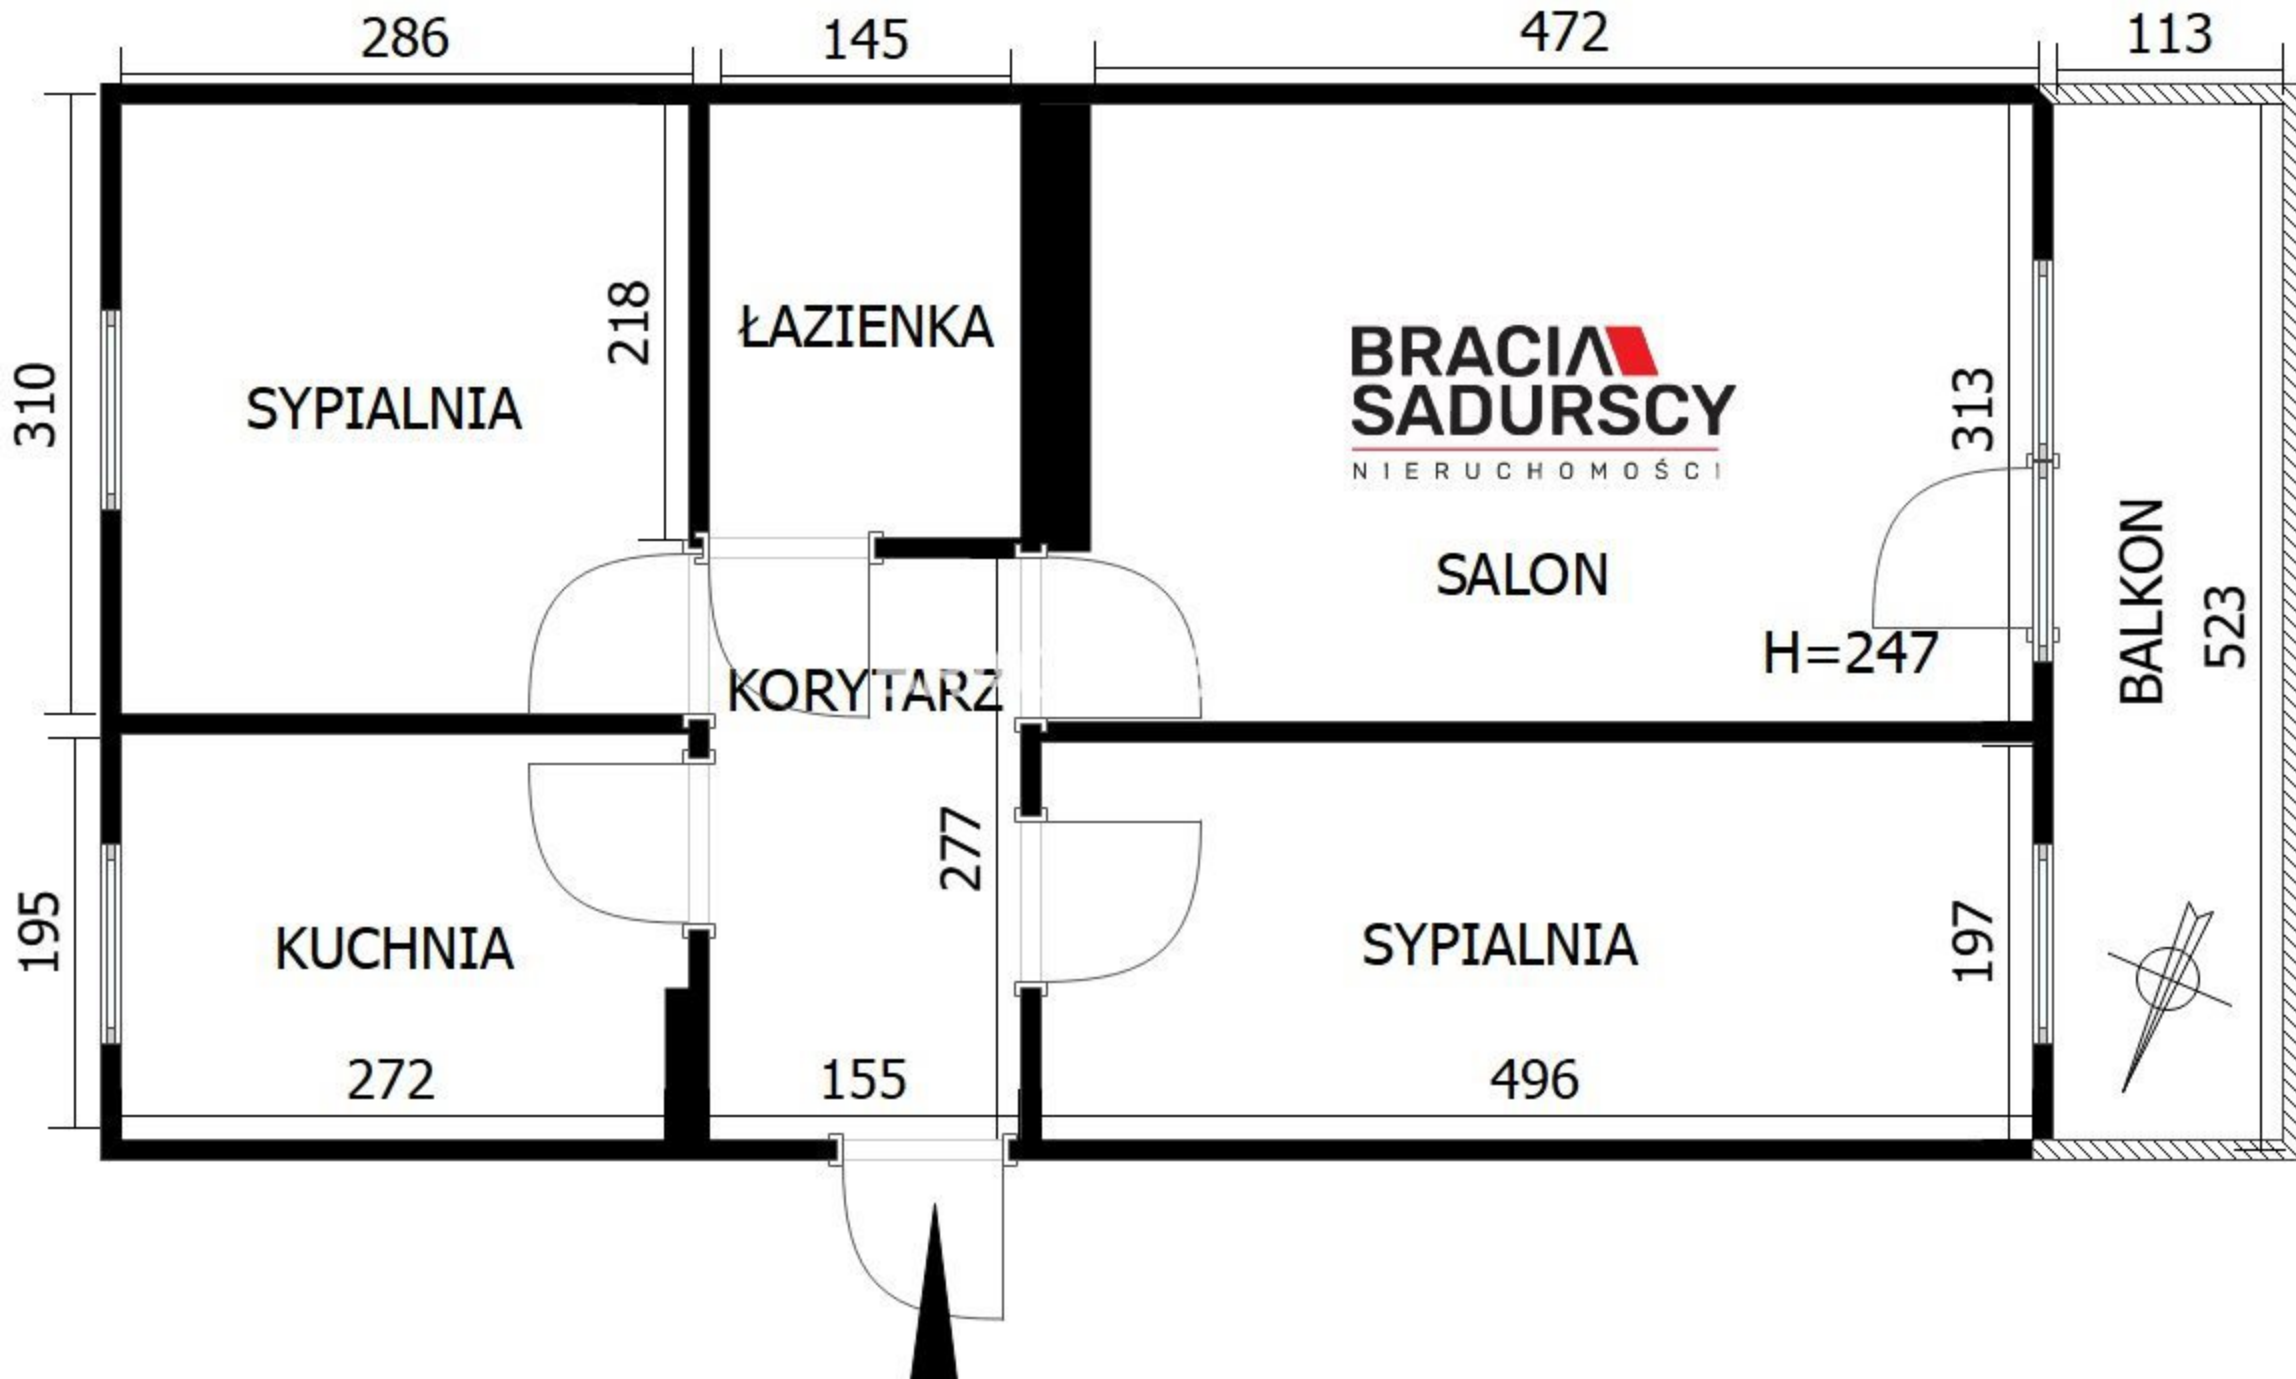 286
145
472
113
310
218
ŁAZIENKA
SYPIALNIA
BRACIA
SADURSCY
NIERUCHOMOŚCI
313
SALON
BALKON
523
H=247
KORYTARZ
277
195
KUCHNIA
SYPIALNIA
197
272
155
496